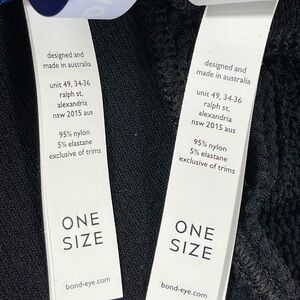 designed and
made in australia
unit 49, 34-36
ralph st,
alexandria
nsw 2015 aus
95% nylon
5% elastane
exclusive of trims
ONE
SIZE
bond-eye.com
designed and
made in australia
unit 49, 34-36
ralph st,
alexandria
nsw 2015 aus
95% nylon
5% elastane
exclusive of trims
ONE
SIZE
bond-eye.com